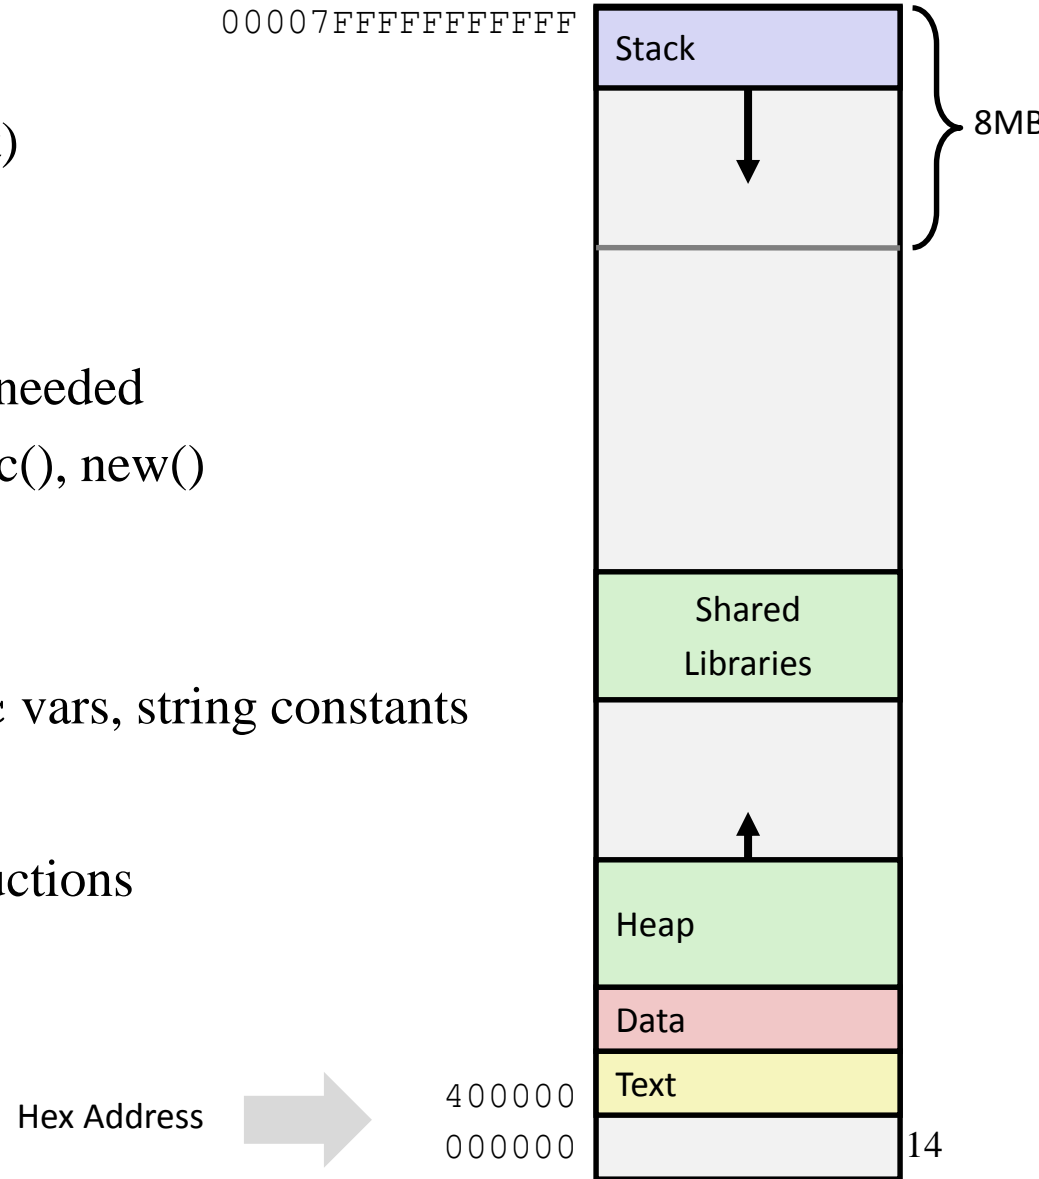 00007FFFFFFFFFFF
Stack
)
8MB
needed
c(), new()
Shared
Libraries
vars, string constants
uctions
Heap
Data
Text
400000
Hex Address
000000
14